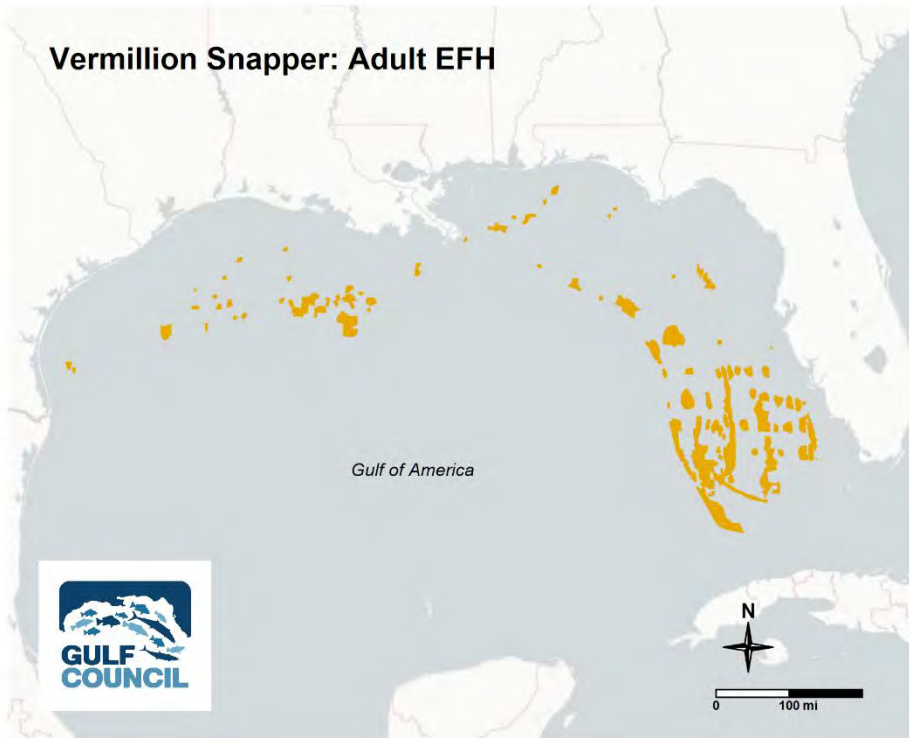 Vermillion Snapper: Adult EFH
Gulf of America
GULF
COUNCIL
N
0 100 mi